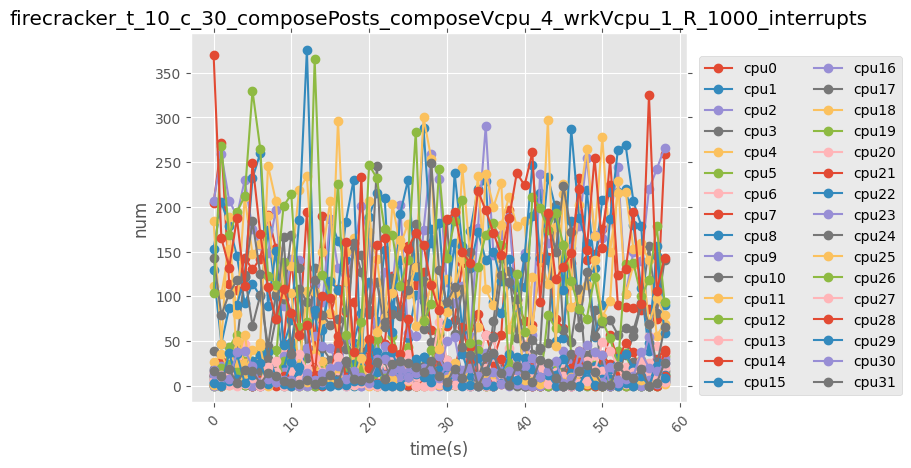 firecracker_t_10_c_30_composePosts_composeVcpu_4_wrkVcpu_1_R_1000_interrupts
350
300
250
200
150
100
50
0
num
0
10
20
30
40
50
60
time(s)
cpu0
cpu1
cpu2
cpu3
cpu4
cpu5
cpu6
cpu7
cpu8
cpu9
cpu10
cpu11
cpu12
cpu13
cpu14
cpu15
cpu16
cpu17
cpu18
cpu19
cpu20
cpu21
cpu22
cpu23
cpu24
cpu25
cpu26
cpu27
cpu28
cpu29
cpu30
cpu31